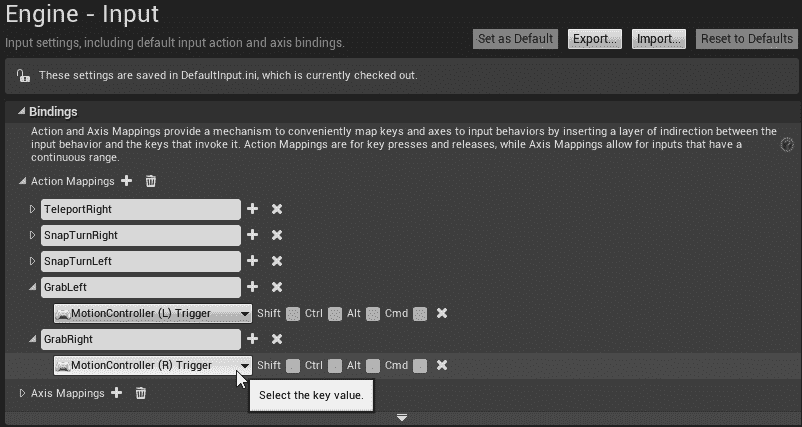 Engine - Input
Input settings, including default input action and axis bindings.
Set as Default
Export...
Import...
Reset to Defaults
These settings are saved in DefaultInput.ini, which is currently checked out.
Bindings
Action and Axis Mappings provide a mechanism to conveniently map keys and axes to input behaviors by inserting a layer of indirection between the
input behavior and the keys that invoke it. Action Mappings are for key presses and releases, while Axis Mappings allow for inputs that have a
continuous range.
Action Mappings
TeleportRight
SnapTurnRight
SnapTurnLeft
GrabLeft
MotionController (L) Trigger Shift Ctrl Alt Cmd
GrabRight
MotionController (R) Trigger Shift Ctrl Alt Cmd
Select the key value.
Axis Mappings